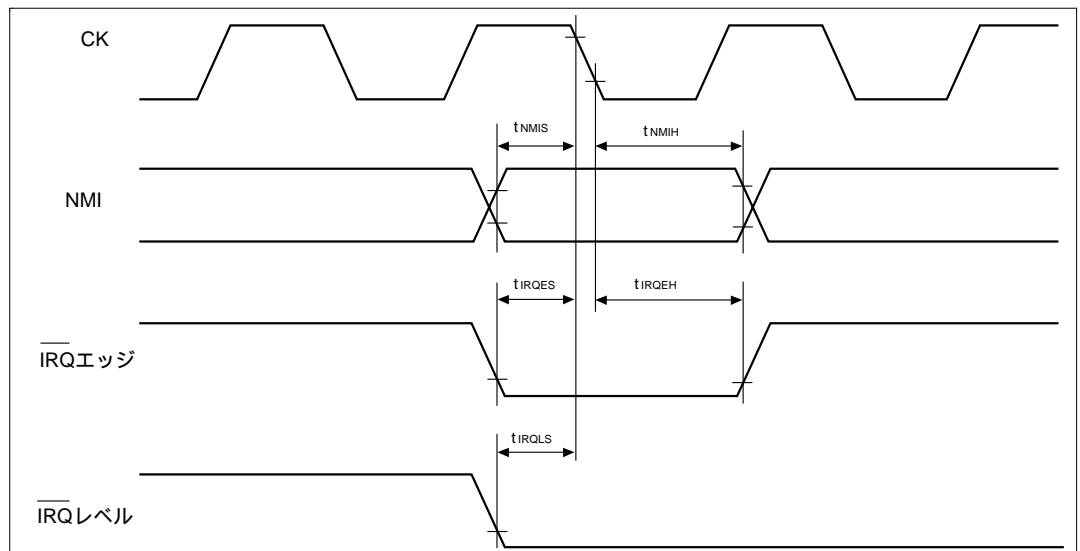 CK
tNMIS
tNMIH
NMI
tIRQES
tIRQEH
IRQエッジ
tIRQLS
IRQレベル